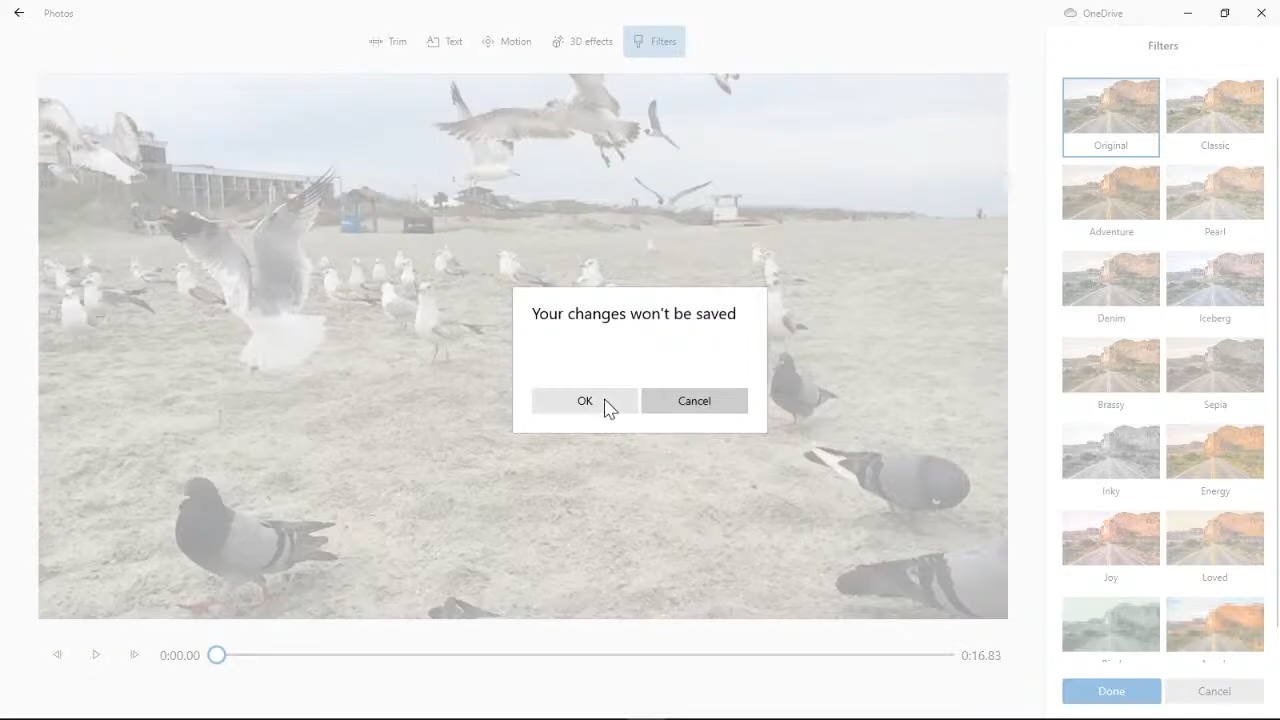 Photos
OneDrive
Trim
Text
Motion
3D effects
Filters
Filters
Original
Classic
Adventure
Pearl
Denim
Iceberg
Brassy
Sepia
Inky
Energy
Joy
Loved
Your changes won't be saved
OK
Cancel
0:00.00
0:16.83
Done
Cancel